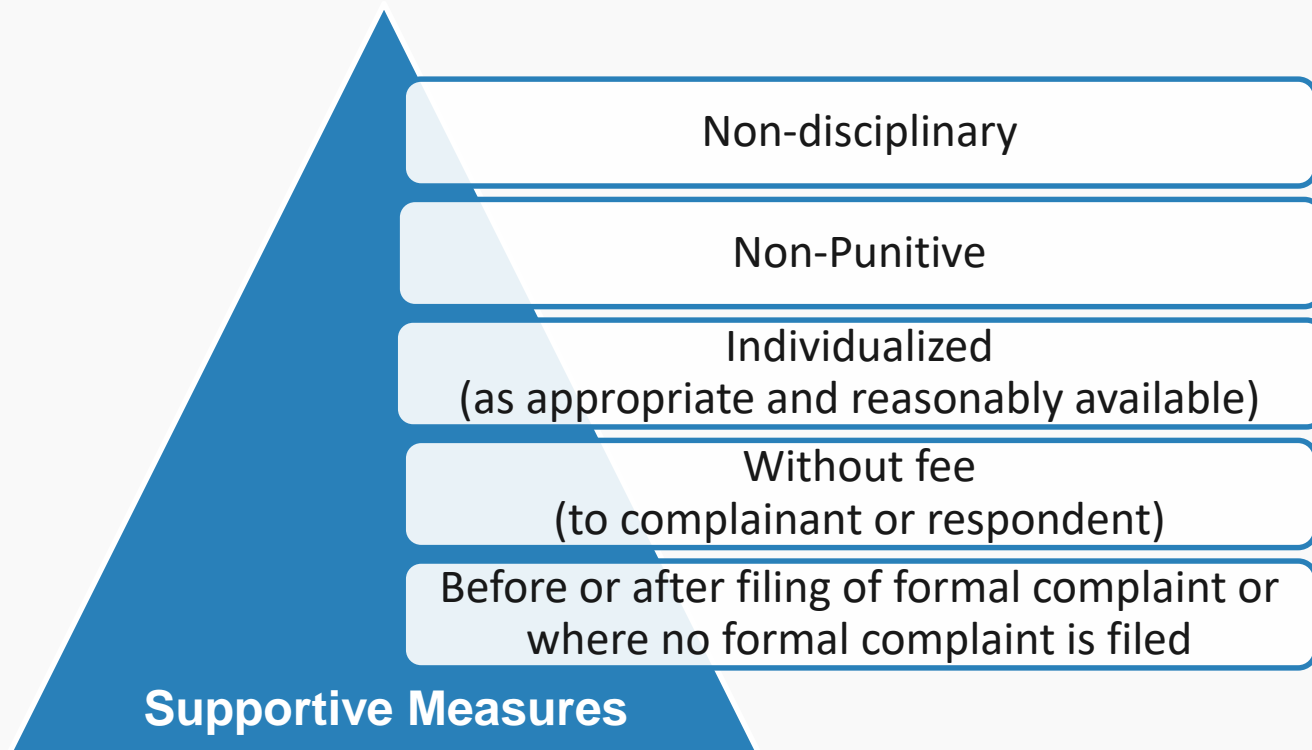 Non-disciplinary
Non-Punitive
Individualized
(as appropriate and reasonably available)
Without fee
(to complainant or respondent)
Before or after filing of formal complaint or
where no formal complaint is filed
Supportive Measures